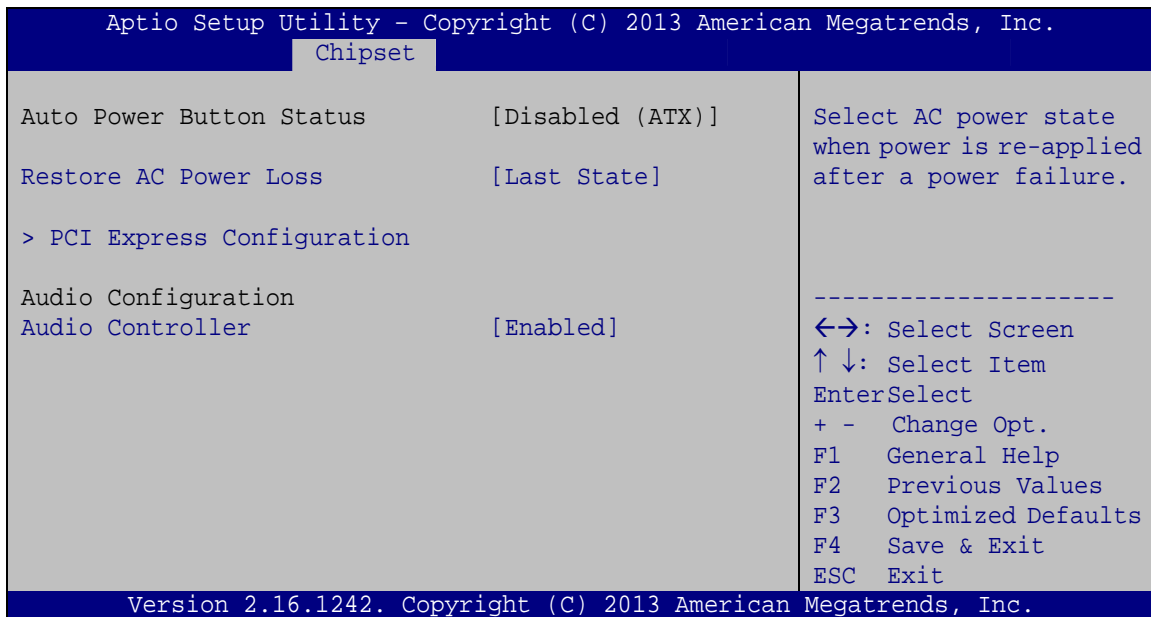 Aptio Setup Utility – Copyright (C) 2013 American Megatrends, Inc.
Chipset
Auto Power Button Status [Disabled (ATX)]
Restore AC Power Loss [Last State]
> PCI Express Configuration
Audio Configuration
Audio Controller [Enabled]
Select AC power state
when power is re-applied
after a power failure.
---------------------
←→: Select Screen
↑ ↓: Select Item
EnterSelect
+ - Change Opt.
F1 General Help
F2 Previous Values
F3 Optimized Defaults
F4 Save & Exit
ESC Exit
Version 2.16.1242. Copyright (C) 2013 American Megatrends, Inc.